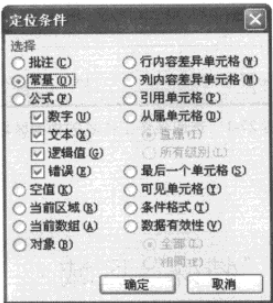 定位条件
选择
批注(C)
常量(O)
公式(F)
数字(U)
文本(X)
逻辑值(G)
错误(E)
空值(K)
当前区域(R)
当前数组(A)
对象(B)
行内容差异单元格(W)
列内容差异单元格(M)
引用单元格(P)
从属单元格(D)
直属(I)
所有级别(L)
最后一个单元格(S)
可见单元格(Y)
条件格式(T)
数据有效性(V)
全部(L)
相同(E)
确定
取消